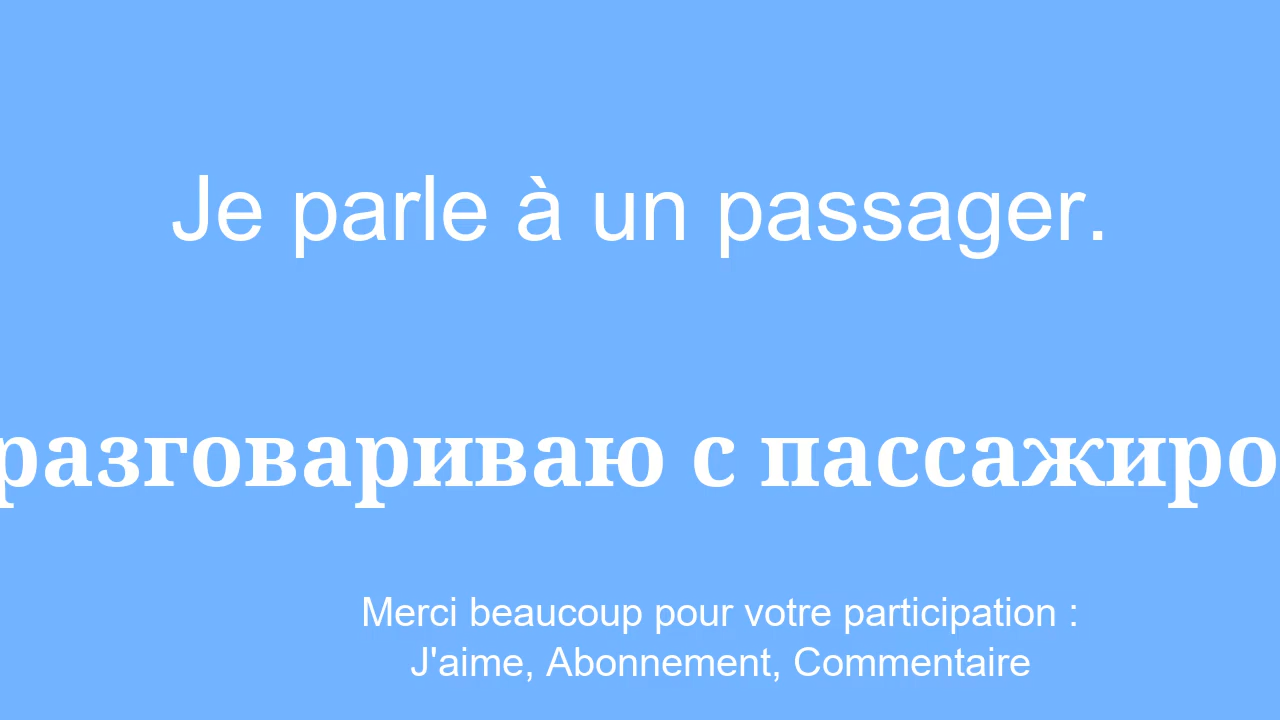 Je parle à un passager.
разговариваю с пассажиро
Merci beaucoup pour votre participation :
J'aime, Abonnement, Commentaire